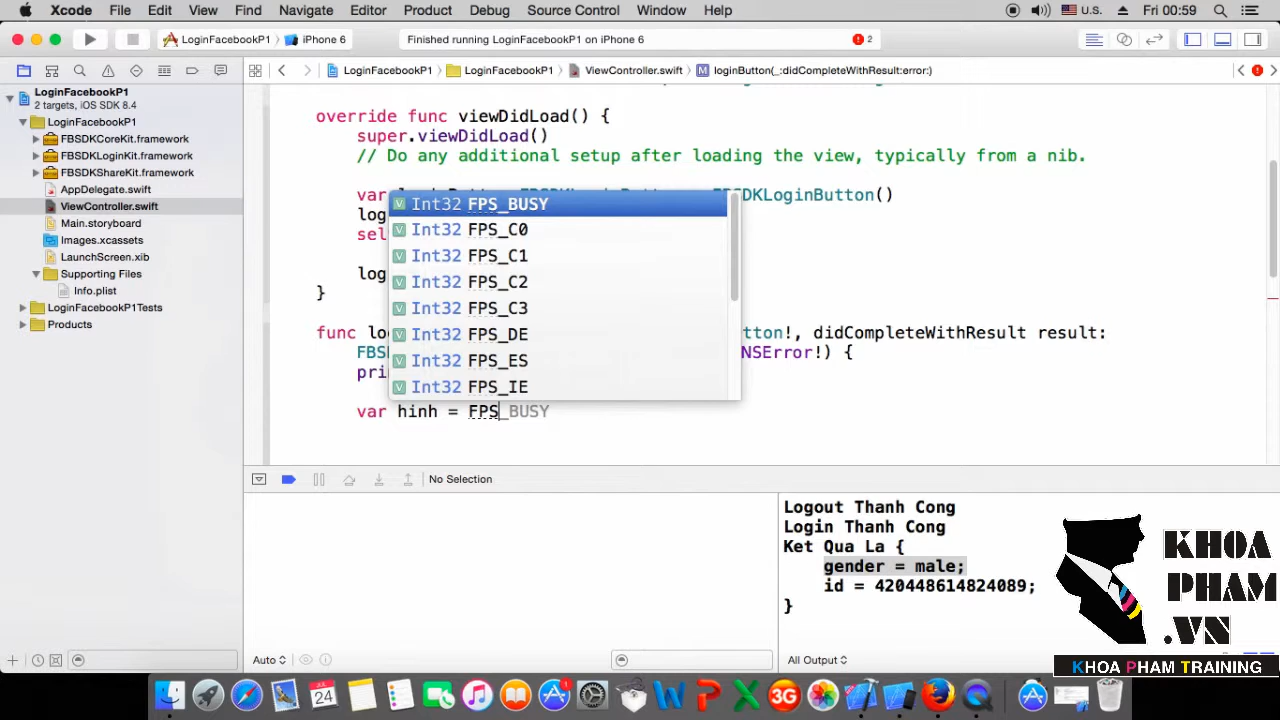 Xcode File Edit View Find Navigate Editor Product Debug Source Control Window Help U.S. Fri 00:59
LoginFacebookP1 iPhone 6 Finished running LoginFacebookP1 on iPhone 6 2
LoginFacebookP1 LoginFacebookP1 ViewController.swift M loginButton(_:didCompleteWithResult:error:)
LoginFacebookP1
2 targets, iOS SDK 8.4
LoginFacebookP1
FBSDKCoreKit.framework
FBSDKLoginKit.framework
FBSDKShareKit.framework
AppDelegate.swift
ViewController.swift
Main.storyboard
Images.xcassets
LaunchScreen.xib
Supporting Files
Info.plist
LoginFacebookP1Tests
Products
override func viewDidLoad() {
super.viewDidLoad()
// Do any additional setup after loading the view, typically from a nib.
var DKLoginButton()
log
sel
log
}
func lo ton!, didCompleteWithResult result:
FBS NSError!) {
pri
V Int32 FPS_BUSY
V Int32 FPS_C0
V Int32 FPS_C1
V Int32 FPS_C2
V Int32 FPS_C3
V Int32 FPS_DE
V Int32 FPS_ES
V Int32 FPS_IE
var hinh = FPS_BUSY
No Selection
Logout Thanh Cong
Login Thanh Cong
Ket Qua La {
gender = male;
id = 420448614824089;
}
Auto
All Output
KHOA
PHAM
.VN
KHOA PHAM TRAINING
24
3G
1